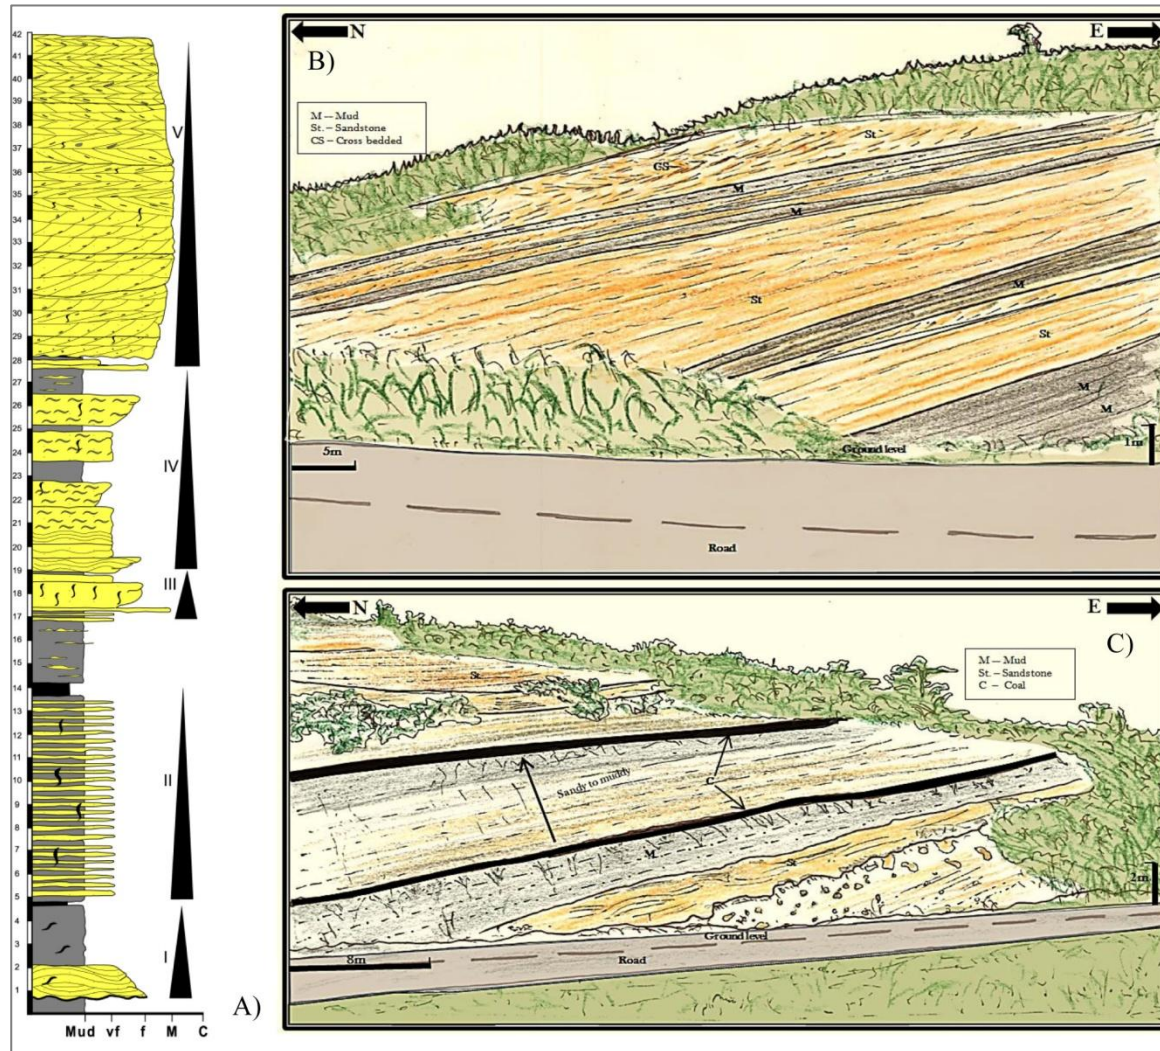 42
41
40
39
38
37
36
35
34
33
32
31
30
29
28
27
26
25
24
23
22
21
20
19
18
17
16
15
14
13
12
11
10
9
8
7
6
5
4
3
2
1
V
IV
III
II
I
Mud vf f M C
A)
N
E
B)
M – Mud
St. – Sandstone
CS – Cross bedded
St
CS
M
M
St
M
St
M
M
Ground level
1m
5m
Road
N
E
C)
M – Mud
St. – Sandstone
C – Coal
St
C
Sandy to muddy
M
St
2m
Ground level
8m
Road